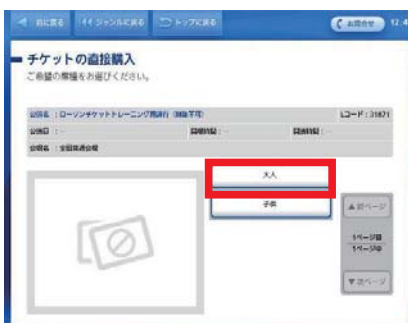 前に戻る ジャンルに戻る トップに戻る お問合せ
チケットの直接購入
ご希望の席種をお選びください。
公演名 : ローソンチケットトレーニング用興行 Lコード : 31871
公演日 : - 開場時間 : - 開演時間 : -
会場名 : 全国共通会場
大人
子供
▲前ページ
1ページ目
1ページ中
▼次ページ